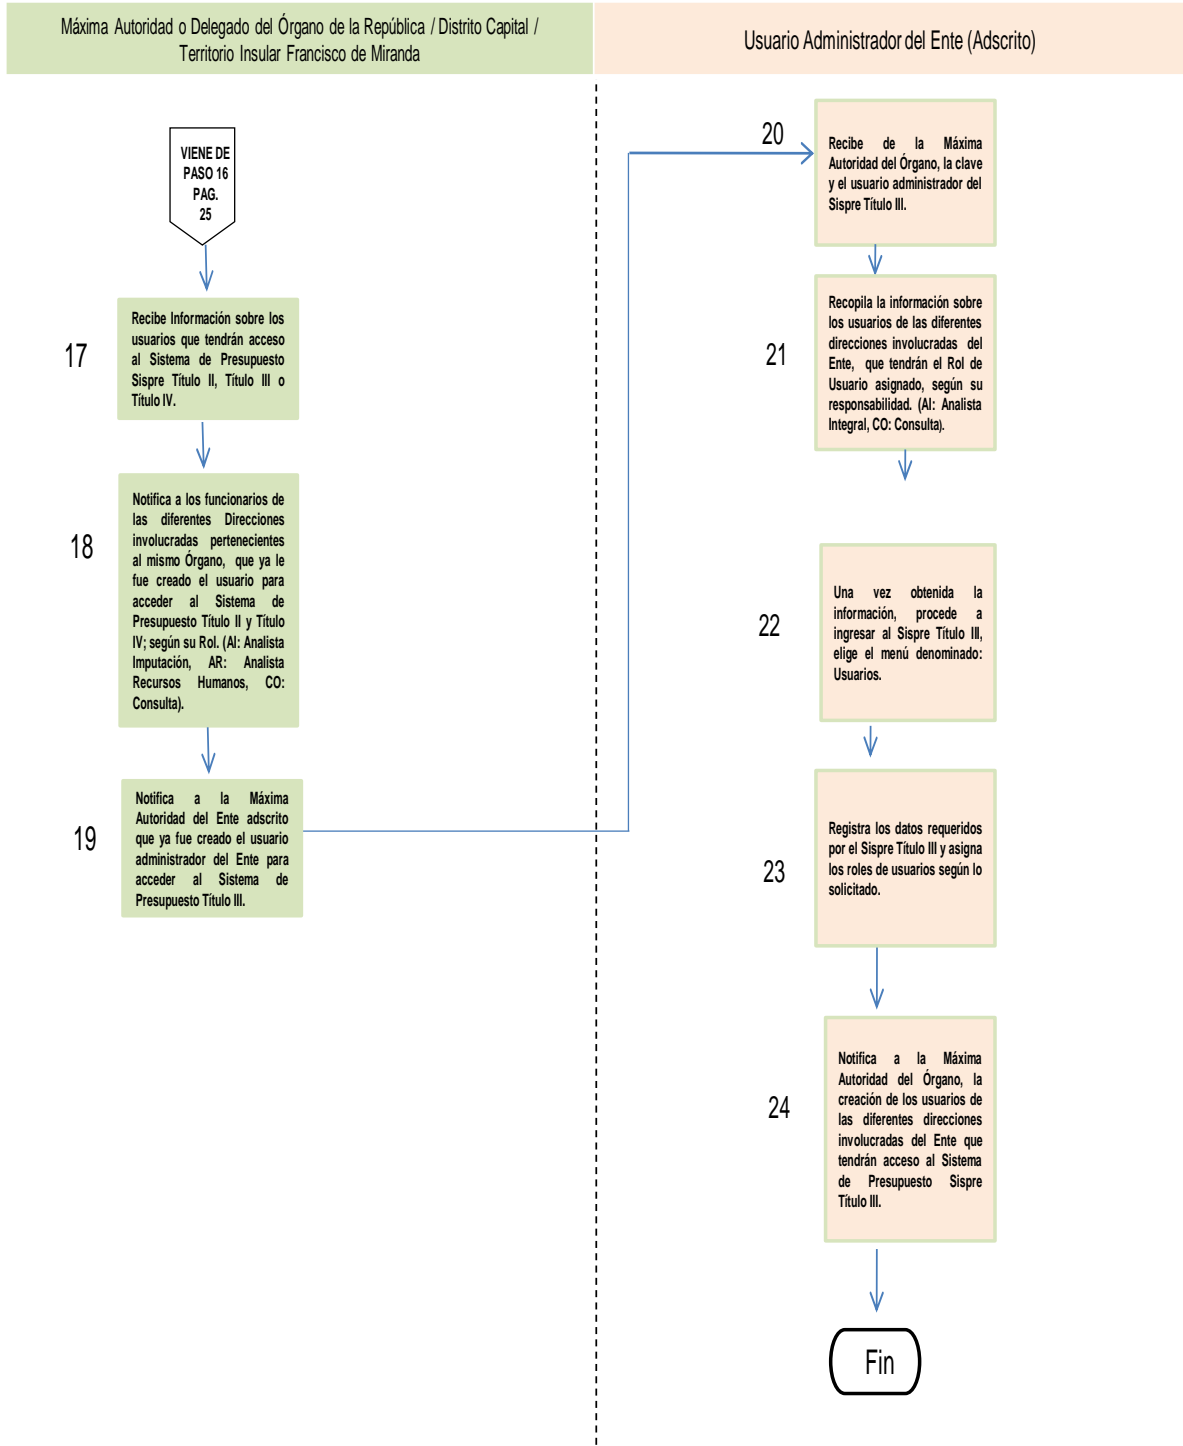 Máxima Autoridad o Delegado del Órgano de la República / Distrito Capital /
Territorio Insular Francisco de Miranda
Usuario Administrador del Ente (Adscrito)
VIENE DE
PASO 16
PAG.
25
17
Recibe Información sobre los
usuarios que tendrán acceso
al Sistema de Presupuesto
Sispre Título II, Título III o
Título IV.
18
Notifica a los funcionarios de
las diferentes Direcciones
involucradas pertenecientes
al mismo Órgano, que ya le
fue creado el usuario para
acceder al Sistema de
Presupuesto Título II y Título
IV; según su Rol. (AI: Analista
Imputación, AR: Analista
Recursos Humanos, CO:
Consulta).
19
Notifica a la Máxima
Autoridad del Ente adscrito
que ya fue creado el usuario
administrador del Ente para
acceder al Sistema de
Presupuesto Título III.
20
Recibe de la Máxima
Autoridad del Órgano, la clave
y el usuario administrador del
Sispre Título III.
21
Recopila la información sobre
los usuarios de las diferentes
direcciones involucradas del
Ente, que tendrán el Rol de
Usuario asignado, según su
responsabilidad. (AI: Analista
Integral, CO: Consulta).
22
Una vez obtenida la
información, procede a
ingresar al Sispre Título III,
elige el menú denominado:
Usuarios.
23
Registra los datos requeridos
por el Sispre Título III y asigna
los roles de usuarios según lo
solicitado.
24
Notifica a la Máxima
Autoridad del Órgano, la
creación de los usuarios de
las diferentes direcciones
involucradas del Ente que
tendrán acceso al Sistema
de Presupuesto Sispre
Título III.
Fin